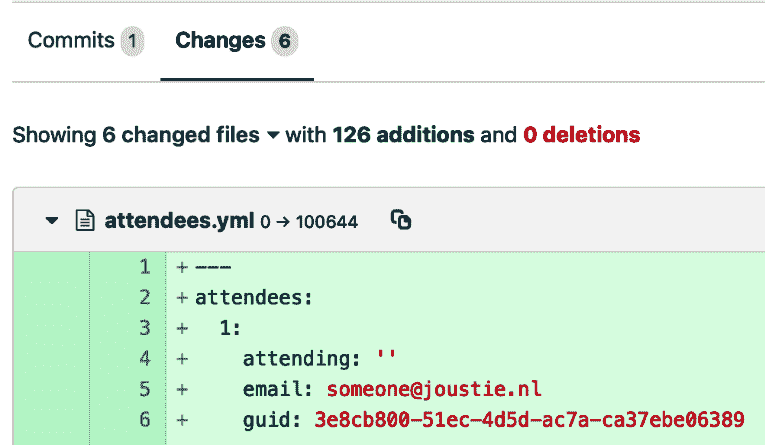 Commits 1 Changes 6
Showing 6 changed files with 126 additions and 0 deletions
attendees.yml 0 → 100644
1 + ---
2 + attendees:
3 + 1:
4 + attending: ''
5 + email: someone@joustie.nl
6 + guid: 3e8cb800-51ec-4d5d-ac7a-ca37ebe06389